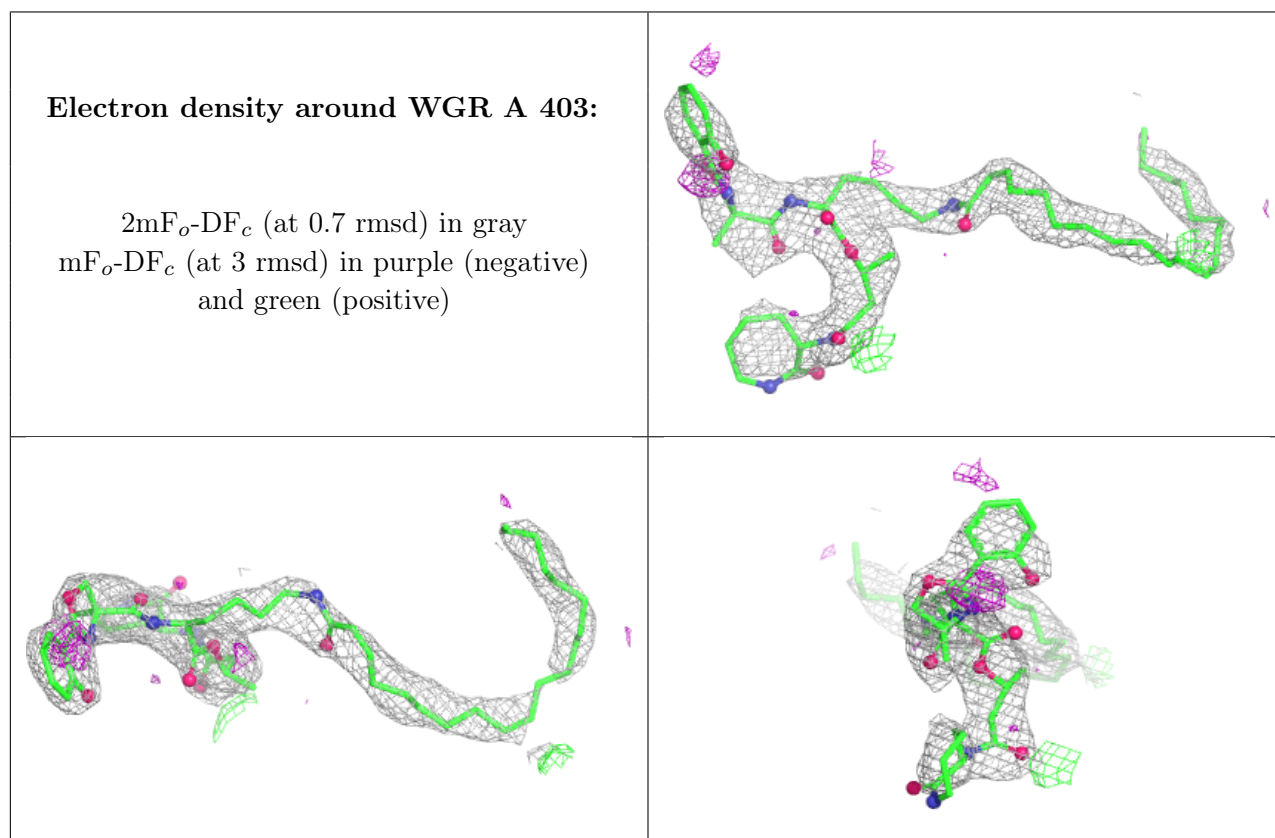 Electron density around WGR A 403:
2mFo-DFc (at 0.7 rmsd) in gray
mFo-DFc (at 3 rmsd) in purple (negative)
and green (positive)